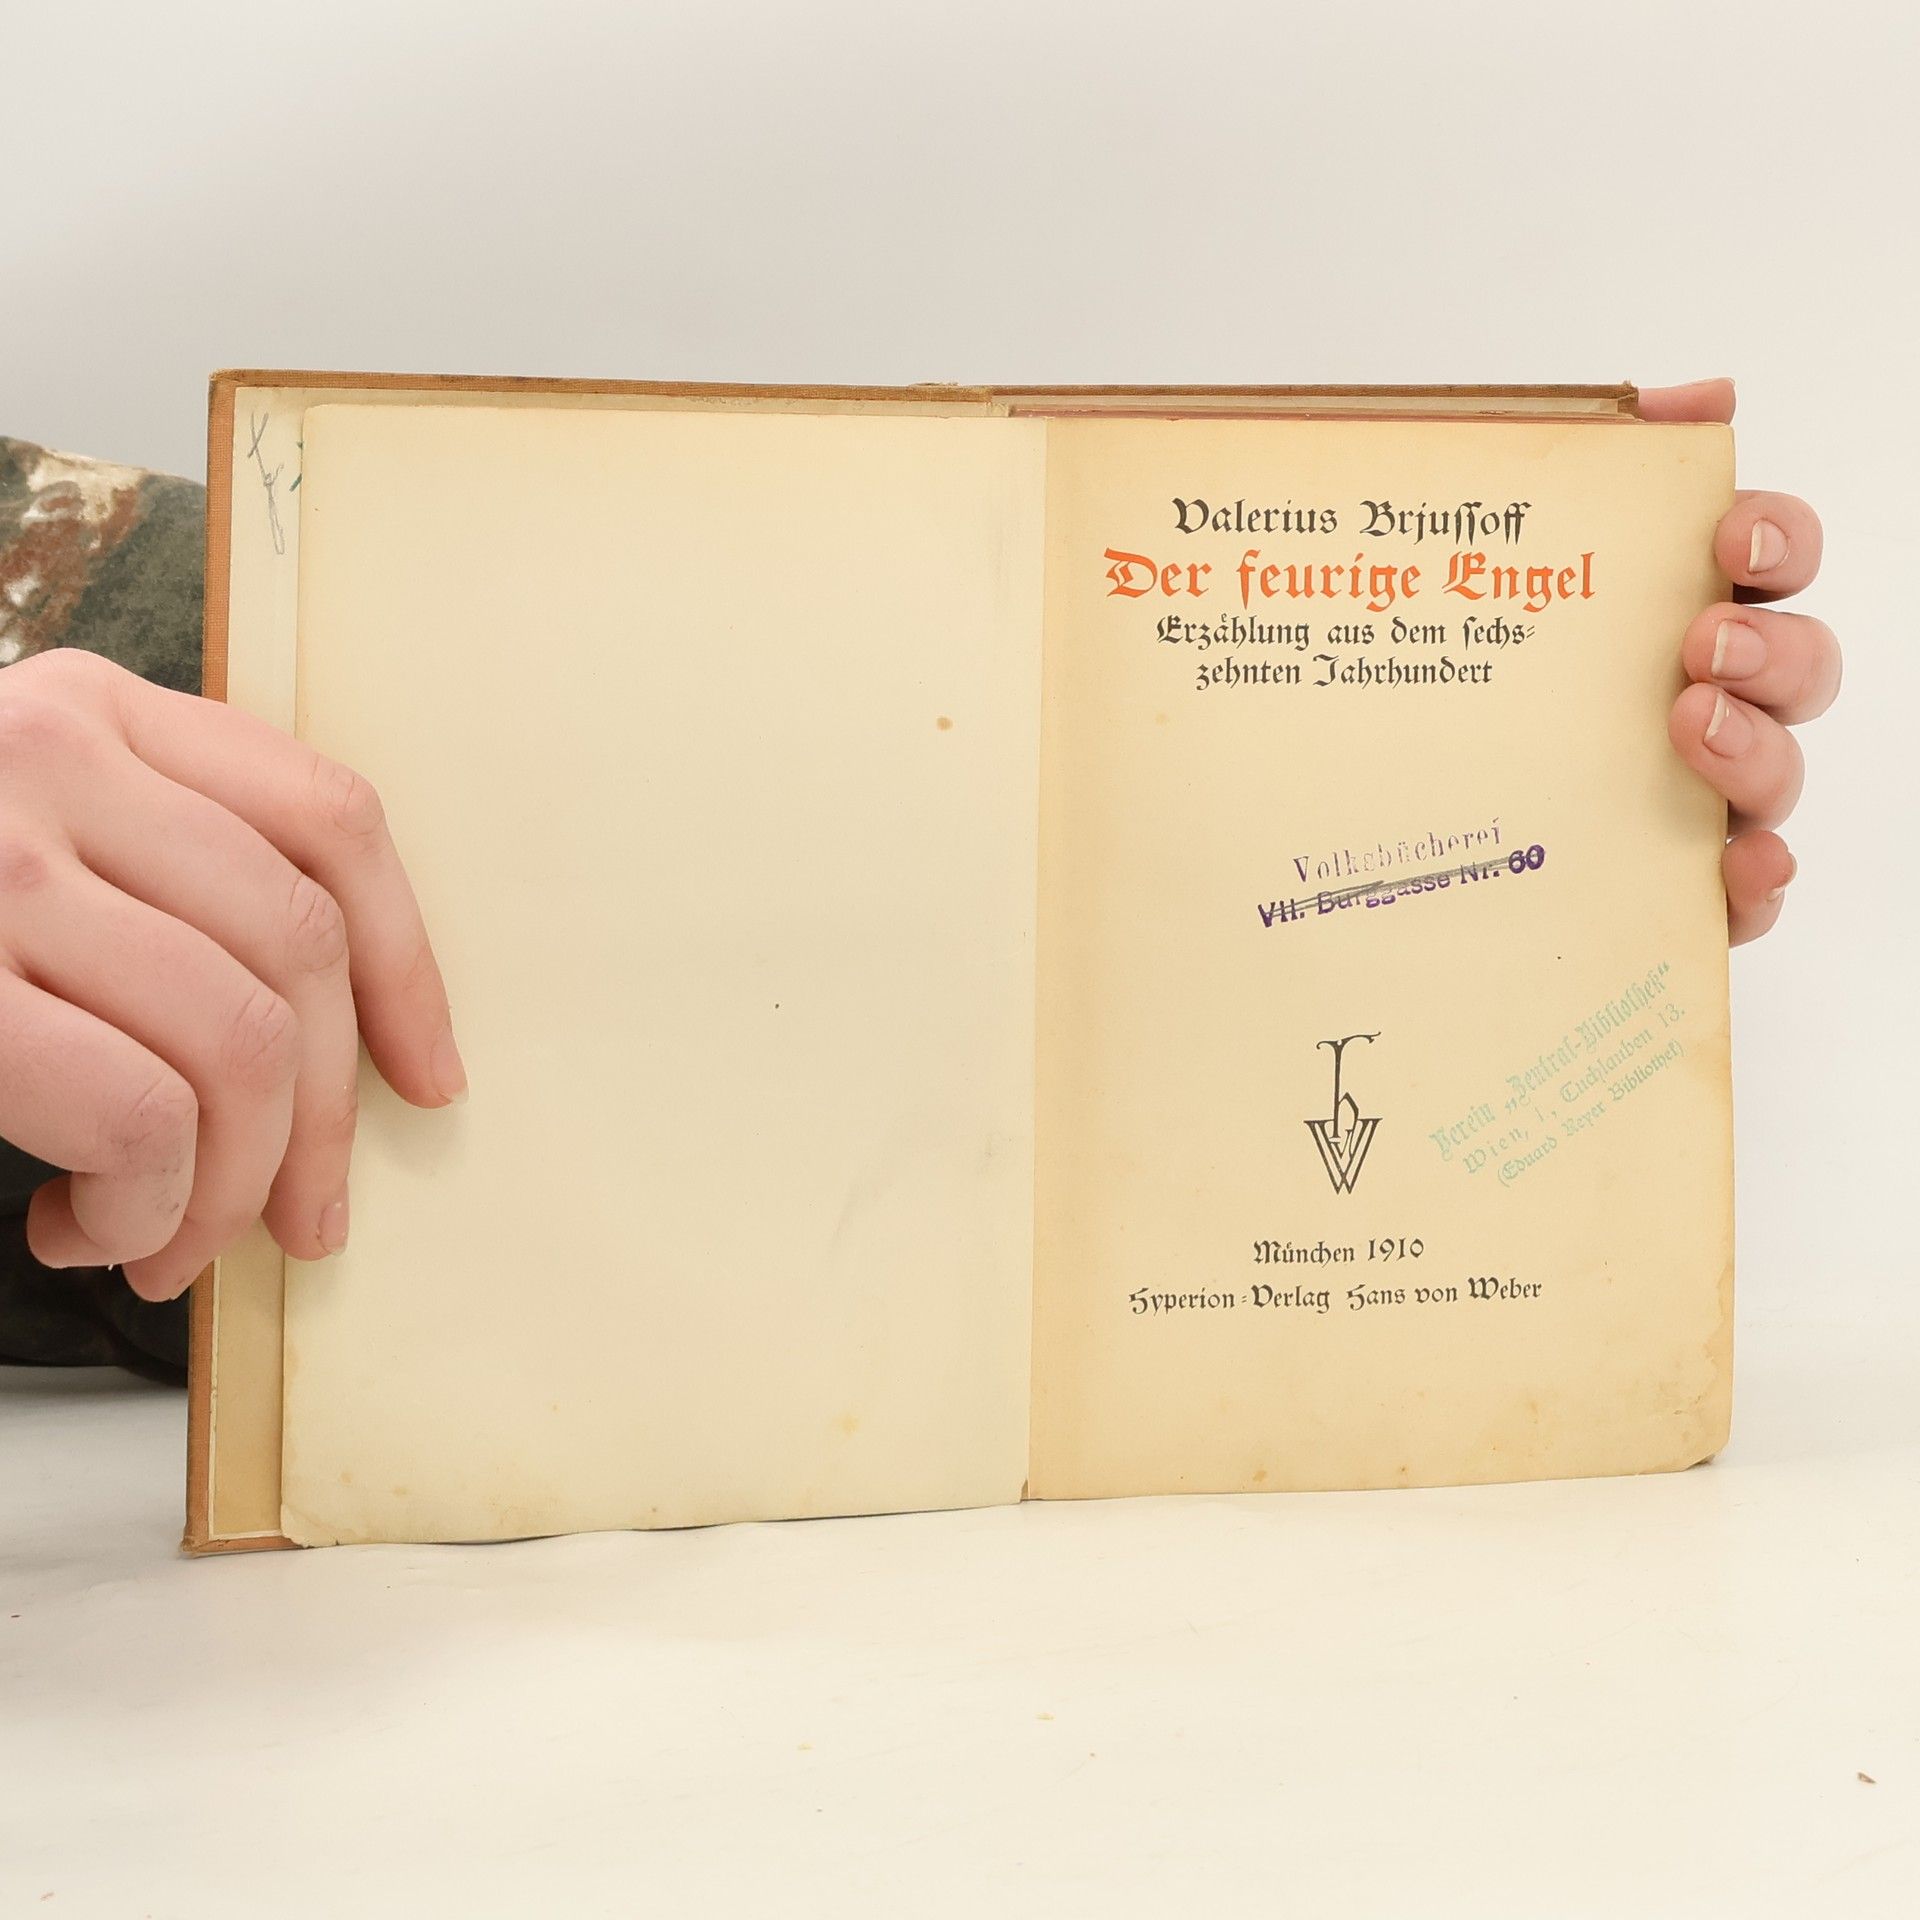 Valerius Brjuſſoff
Der feurige Engel
Erzählung aus dem ſechs⸗
zehnten Jahrhundert
Volksbücherei
VII. Burggasse Nr. 60
Verein „Zentral-Bibliothek“
Wien, I., Tuchlauben 13.
(Eduard Reyer Bibliothek)
hvW
München 1910
Hyperion⸗Verlag Hans von Weber